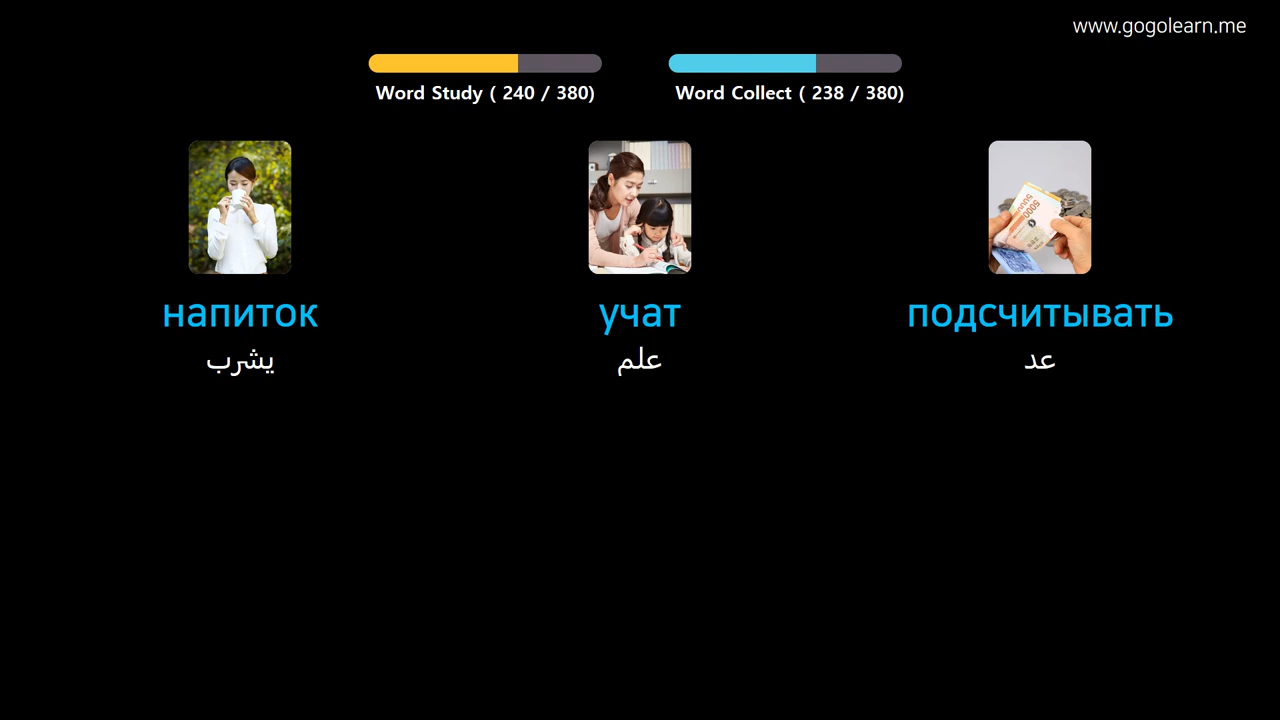 www.gogolearn.me
Word Study ( 240 / 380)
Word Collect ( 238 / 380)
напиток
учат
подсчитывать
يشرب
علم
عد